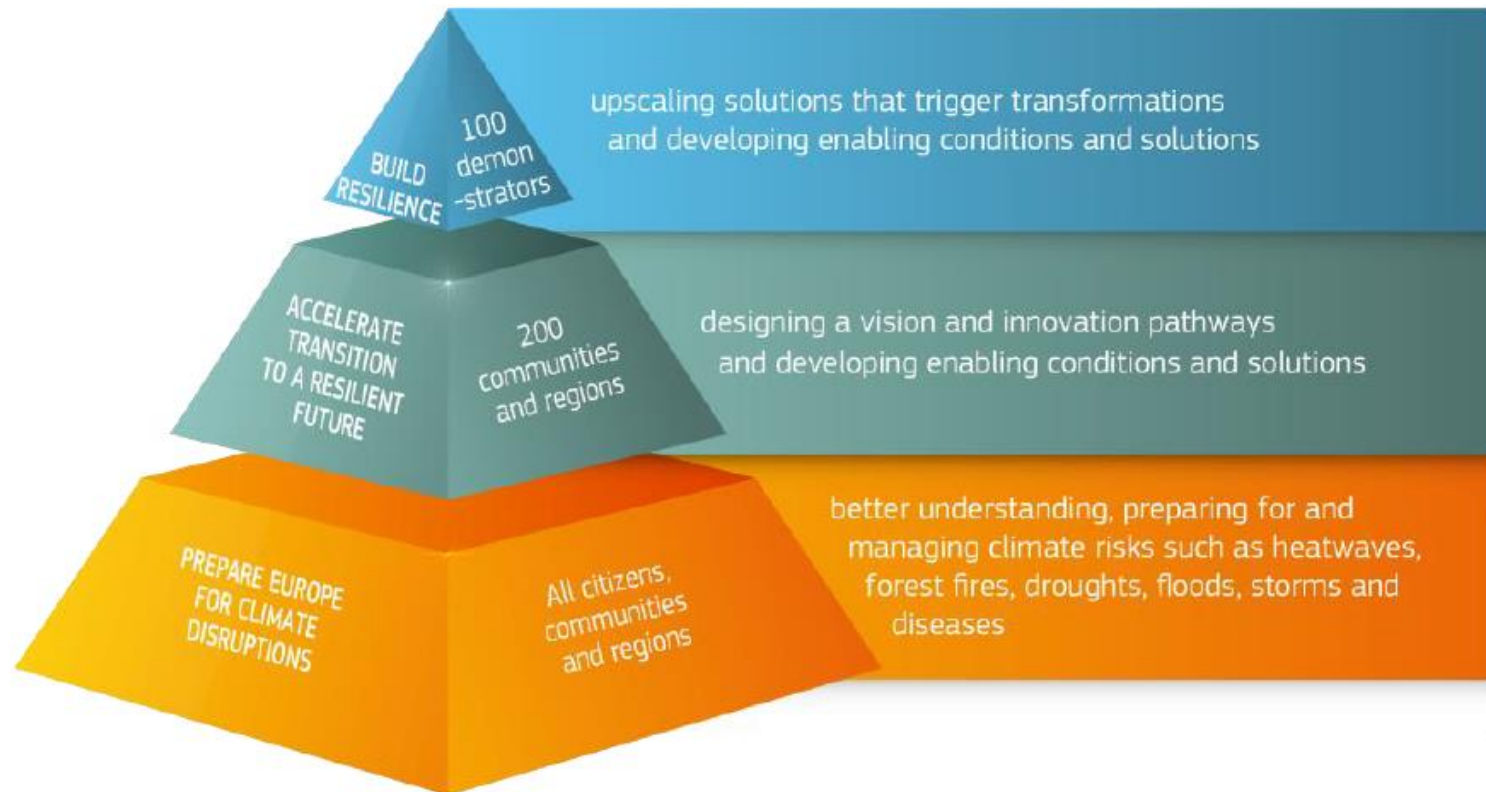 BUILD
RESILIENCE
100
demon
-strators
upscaling solutions that trigger transformations
and developing enabling conditions and solutions
ACCELERATE
TRANSITION
TO A RESILIENT
FUTURE
200
communities
and regions
designing a vision and innovation pathways
and developing enabling conditions and solutions
PREPARE EUROPE
FOR CLIMATE
DISRUPTIONS
All citizens,
communities
and regions
better understanding, preparing for and
managing climate risks such as heatwaves,
forest fires, droughts, floods, storms and
diseases